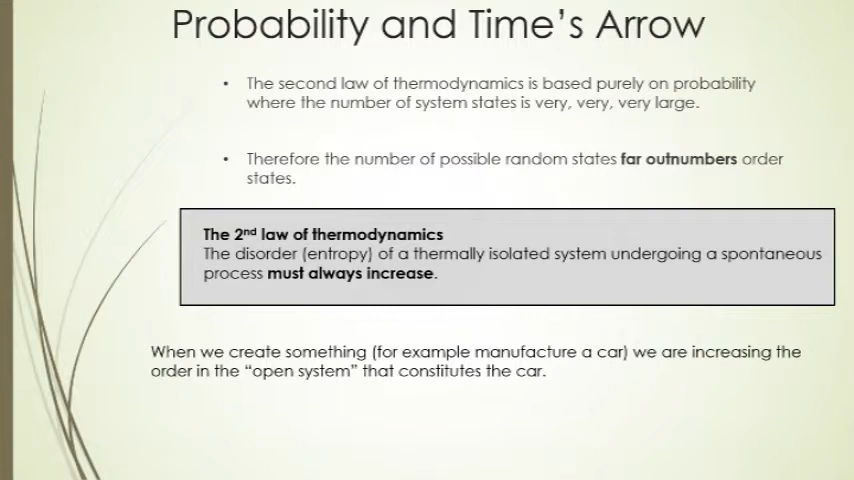 Probability and Time's Arrow
• The second law of thermodynamics is based purely on probability
where the number of system states is very, very, very large.
• Therefore the number of possible random states far outnumbers order
states.
The 2nd law of thermodynamics
The disorder (entropy) of a thermally isolated system undergoing a spontaneous
process must always increase.
When we create something (for example manufacture a car) we are increasing the
order in the “open system” that constitutes the car.